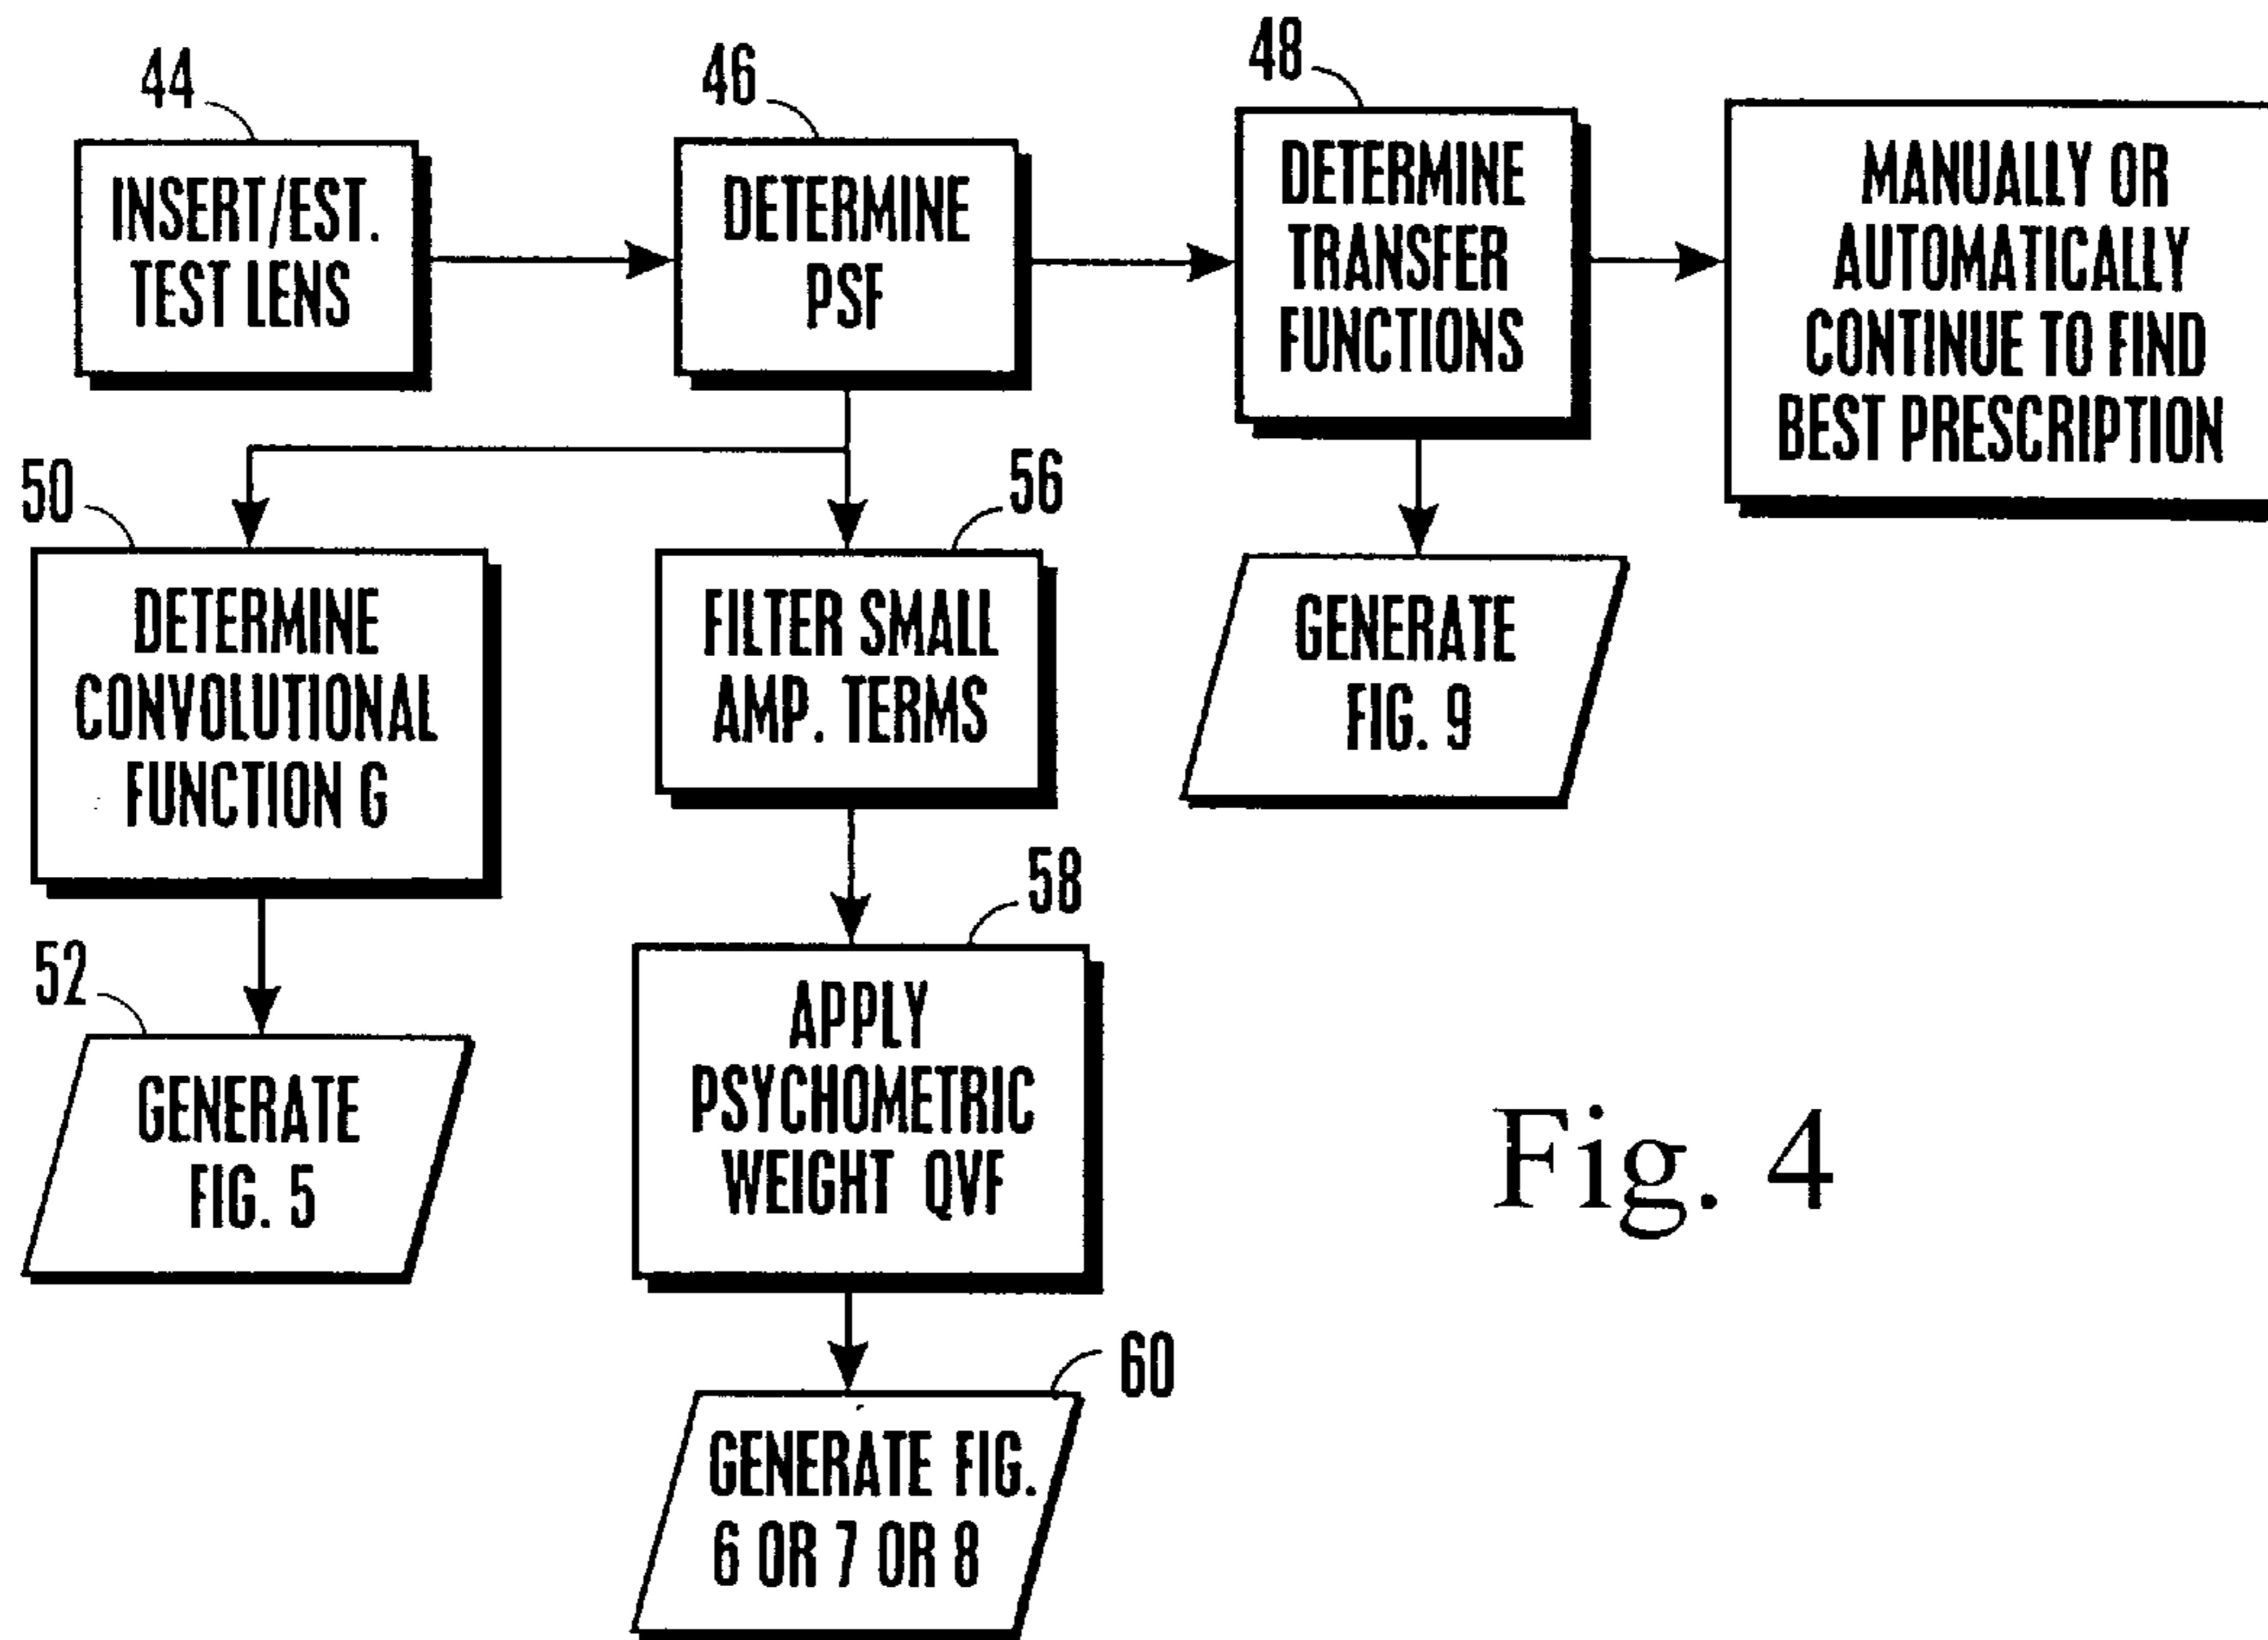 44
INSERT/EST.
TEST LENS
46
DETERMINE
PSF
48
DETERMINE
TRANSFER
FUNCTIONS
MANUALLY OR
AUTOMATICALLY
CONTINUE TO FIND
BEST PRESCRIPTION
50
DETERMINE
CONVOLUTIONAL
FUNCTION G
56
FILTER SMALL
AMP. TERMS
GENERATE
FIG. 9
52
GENERATE
FIG. 5
58
APPLY
PSYCHOMETRIC
WEIGHT QVF
60
GENERATE FIG.
6 OR 7 OR 8
Fig. 4